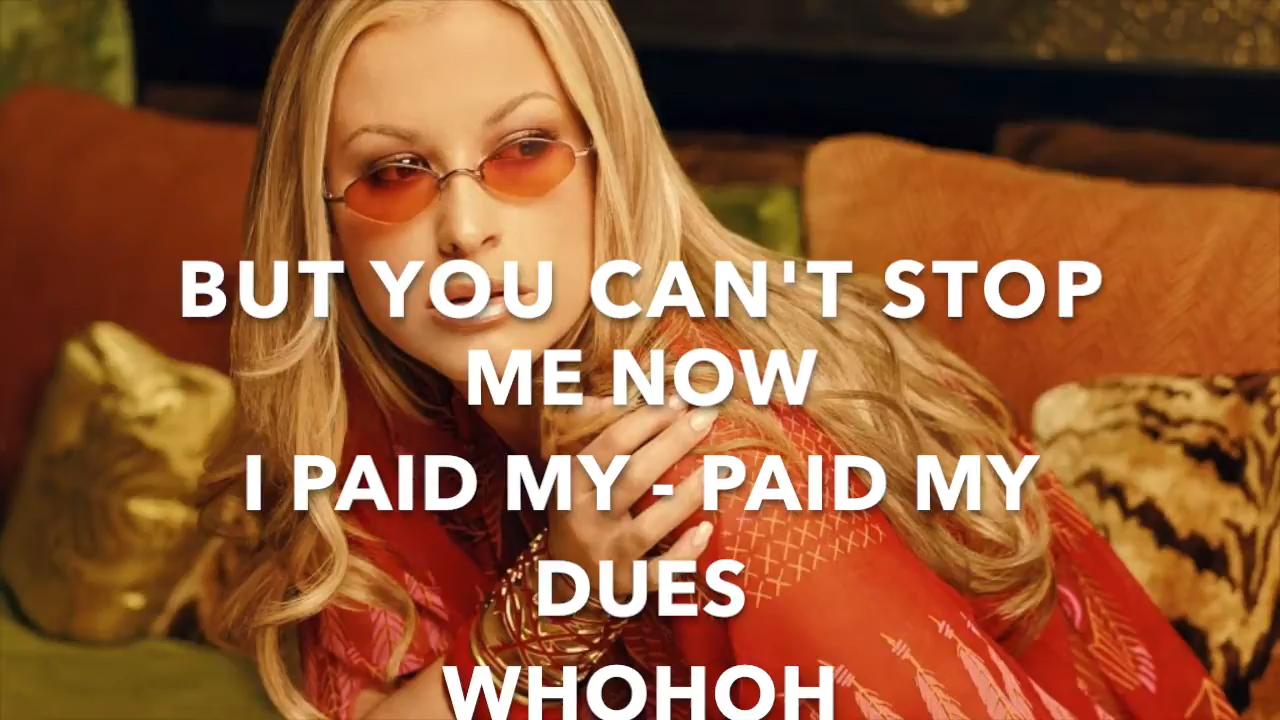 BUT YOU CAN'T STOP
ME NOW
I PAID MY - PAID MY
DUES
WHOHOH